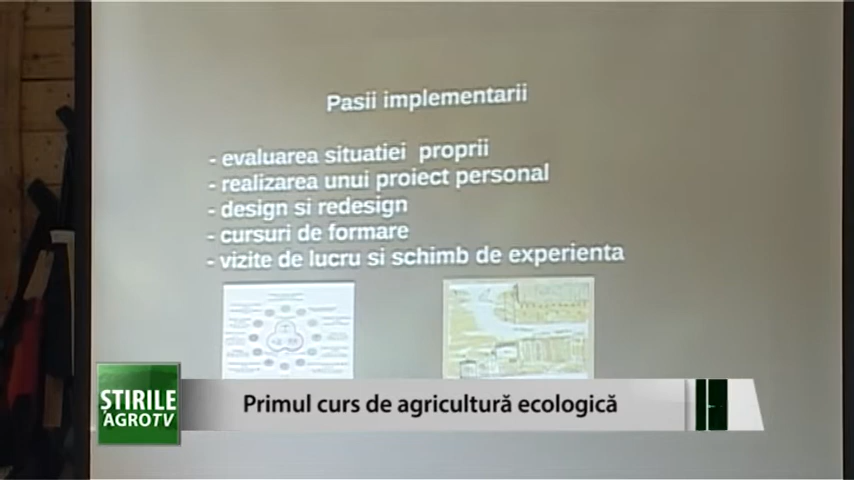 Pasii implementarii
- evaluarea situatiei proprii
- realizarea unui proiect personal
- design si redesign
- cursuri de formare
- vizite de lucru si schimb de experienta
ȘTIRILE
AGROTV
Primul curs de agricultură ecologică